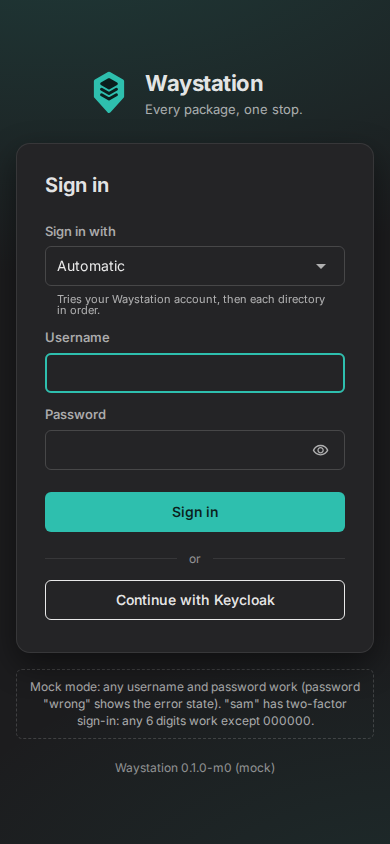 Waystation
Every package, one stop.
Sign in
Sign in with
Automatic
Tries your Waystation account, then each directory
in order.
Username
Password
Sign in
or
Continue with Keycloak
Mock mode: any username and password work (password
"wrong" shows the error state). "sam" has two-factor
sign-in: any 6 digits work except 000000.
Waystation 0.1.0-m0 (mock)